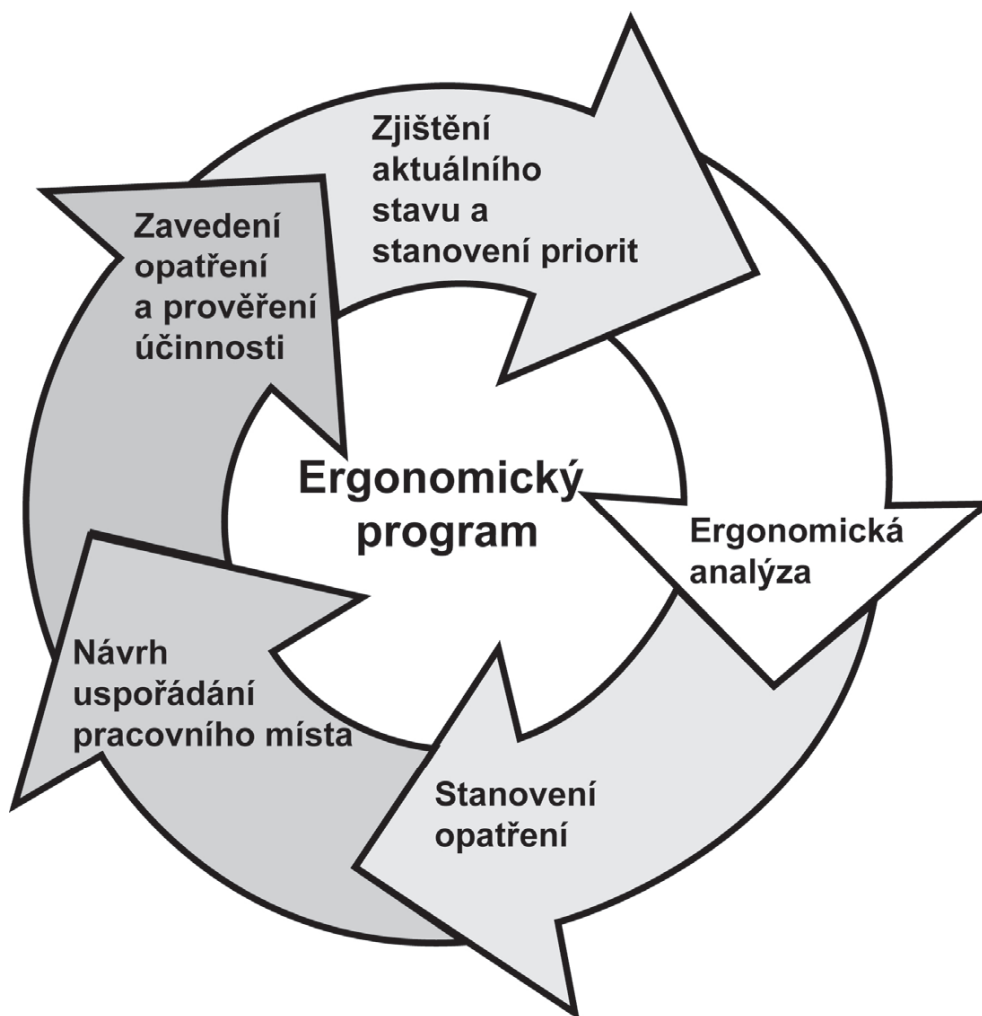 Zjištění
aktuálního
stavu a
stanovení priorit
Ergonomická
analýza
Stanovení
opatření
Návrh
uspořádání
pracovního místa
Zavedení
opatření
a prověření
účinnosti
Ergonomický
program